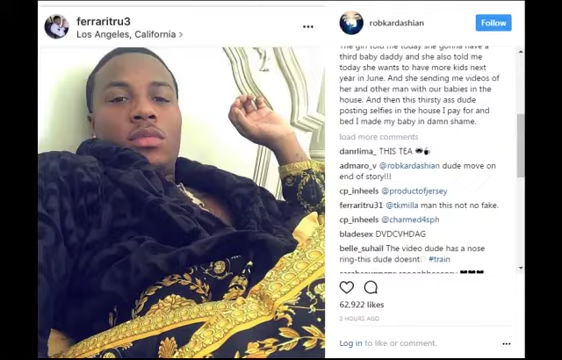 ferraritru3
Los Angeles, California >
robkardashian
Follow
The girl told me today she gonna have a
third baby daddy and she also told me
today she wants to have more kids next
year in June. And she sending me videos of
her and other man with our babies in the
house. And then this thirsty ass dude
posting selfies in the house I pay for and
bed I made my baby in damn shame.
load more comments
danrlima_ THIS TEA
admaro_v @robkardashian dude move on
end of story!!!
cp_inheels @productofjersey
ferraritru31 @tkmilla man this not no fake.
cp_inheels @charmed4sph
bladesex DVDCVHDAG
belle_suhail The video dude has a nose
ring-this dude doesnt #train
62,922 likes
2 HOURS AGO
Log in to like or comment.